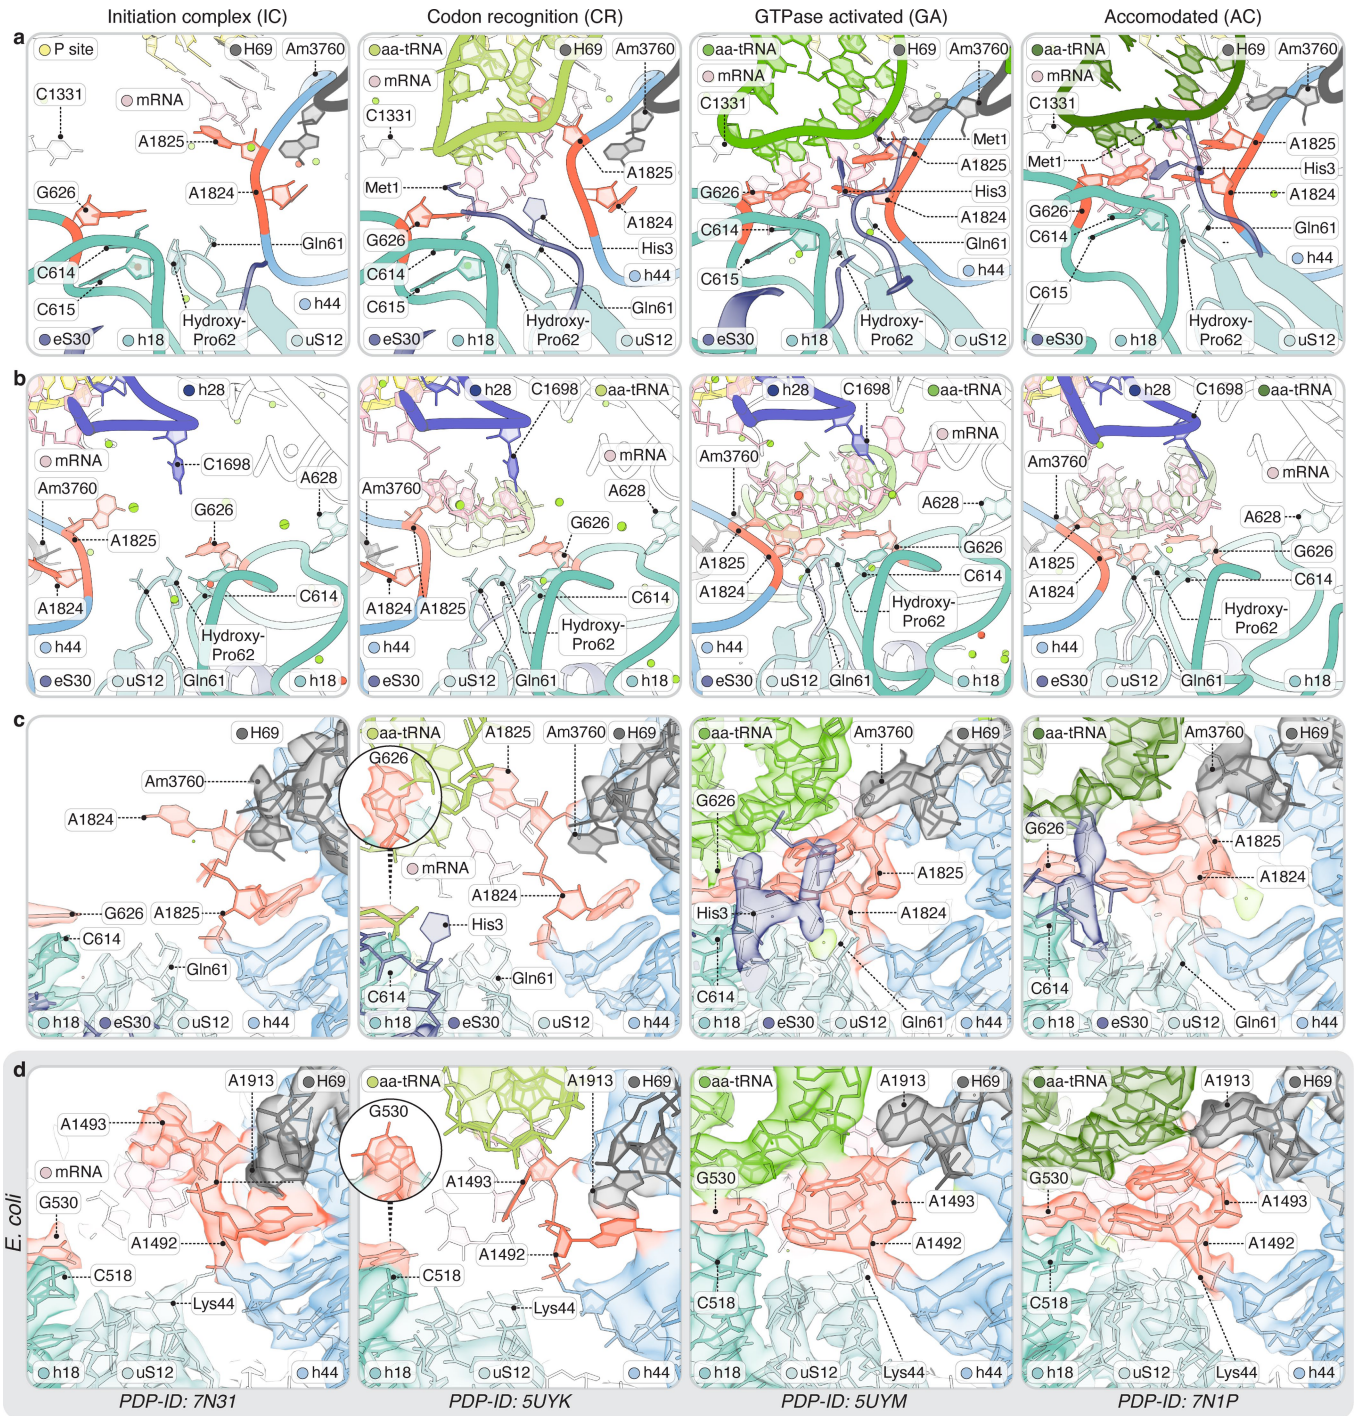 Initiation complex (IC)
Codon recognition (CR)
GTPase activated (GA)
Accomodated (AC)
a
P site
H69
Am3760
C1331
mRNA
A1825
A1824
G626
Gln61
C614
C615
Hydroxy-
Pro62
h44
eS30
h18
uS12
aa-tRNA
H69
Am3760
mRNA
C1331
Met1
A1825
A1824
G626
His3
C614
h44
C615
Gln61
Hydroxy-
Pro62
eS30
h18
uS12
aa-tRNA
H69
Am3760
mRNA
C1331
Met1
A1825
G626
His3
A1824
C614
Gln61
C615
h44
Hydroxy-
Pro62
eS30
h18
uS12
aa-tRNA
H69
Am3760
mRNA
C1331
A1825
Met1
His3
A1824
G626
Gln61
C614
h44
C615
Hydroxy-
Pro62
eS30
h18
uS12
b
h28
mRNA
C1698
Am3760
A628
G626
A1825
A1824
C614
Hydroxy-
Pro62
h44
eS30
uS12
Gln61
h18
h28
C1698
aa-tRNA
mRNA
Am3760
A628
G626
A1824
A1825
C614
Hydroxy-
Pro62
h44
eS30
uS12
Gln61
h18
h28
C1698
aa-tRNA
mRNA
Am3760
A628
G626
A1825
C614
A1824
Hydroxy-
Pro62
h44
eS30
uS12
Gln61
h18
h28
C1698
aa-tRNA
Am3760
mRNA
A628
G626
A1825
C614
A1824
Hydroxy-
Pro62
h44
eS30
uS12
Gln61
h18
c
H69
Am3760
A1824
G626
A1825
C614
Gln61
h18
eS30
uS12
h44
aa-tRNA
A1825
Am3760
H69
G626
mRNA
A1824
His3
Gln61
C614
h18
eS30
uS12
h44
aa-tRNA
Am3760
H69
G626
A1825
His3
A1824
C614
h18
eS30
uS12
Gln61
h44
aa-tRNA
Am3760
H69
G626
A1825
A1824
C614
h18
eS30
uS12
Gln61
h44
d
E. coli
A1913
H69
A1493
mRNA
G530
A1492
C518
Lys44
h18
uS12
h44
PDP-ID: 7N31
aa-tRNA
A1913
H69
G530
A1493
A1492
C518
Lys44
h18
uS12
h44
PDP-ID: 5UYK
aa-tRNA
A1913
H69
G530
A1493
A1492
C518
h18
uS12
Lys44
h44
PDP-ID: 5UYM
aa-tRNA
A1913
H69
G530
A1493
A1492
C518
h18
uS12
Lys44
h44
PDP-ID: 7N1P